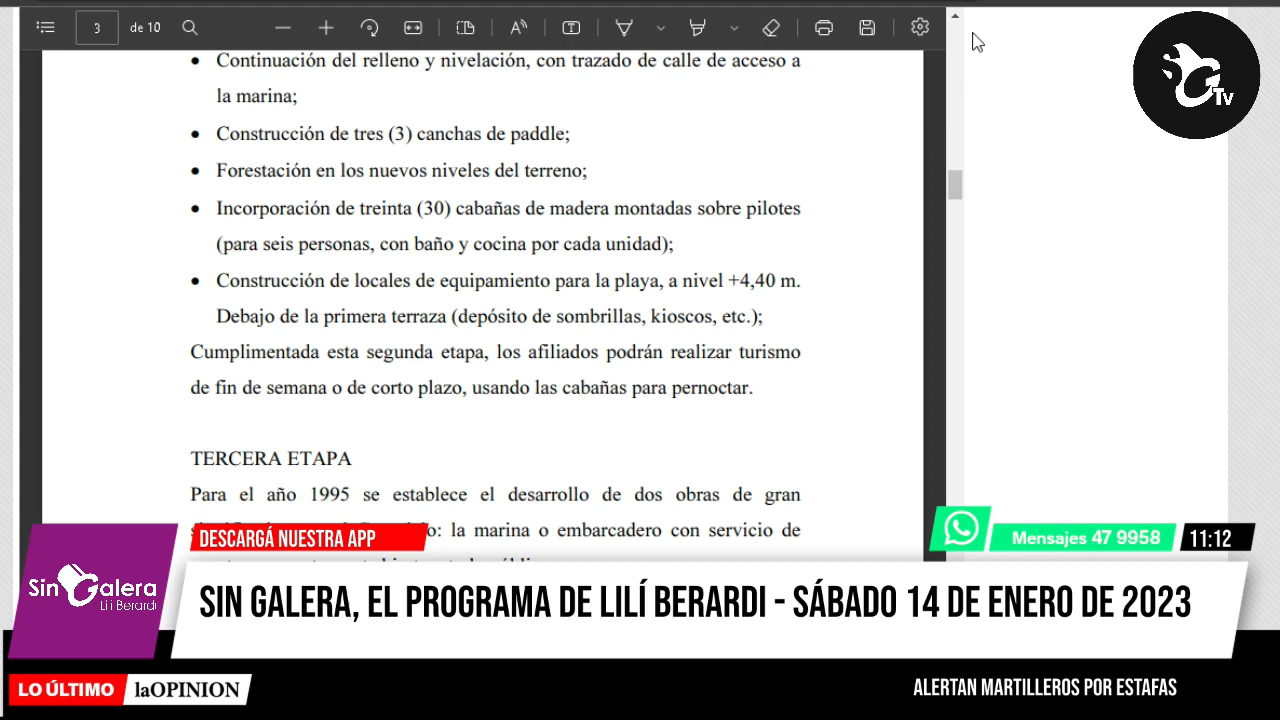 3 de 10
Continuación del relleno y nivelación, con trazado de calle de acceso a
la marina;
Construcción de tres (3) canchas de paddle;
Forestación en los nuevos niveles del terreno;
Incorporación de treinta (30) cabañas de madera montadas sobre pilotes
(para seis personas, con baño y cocina por cada unidad);
Construcción de locales de equipamiento para la playa, a nivel +4,40 m.
Debajo de la primera terraza (depósito de sombrillas, kioscos, etc.);
Cumplimentada esta segunda etapa, los afiliados podrán realizar turismo
de fin de semana o de corto plazo, usando las cabañas para pernoctar.
TERCERA ETAPA
Para el año 1995 se establece el desarrollo de dos obras de gran
la marina o embarcadero con servicio de
Tv
DESCARGÁ NUESTRA APP
Mensajes 47 9958
11:12
Sin Galera
Lili Berardi
SIN GALERA, EL PROGRAMA DE LILÍ BERARDI - SÁBADO 14 DE ENERO DE 2023
LO ÚLTIMO laOPINION
ALERTAN MARTILLEROS POR ESTAFAS